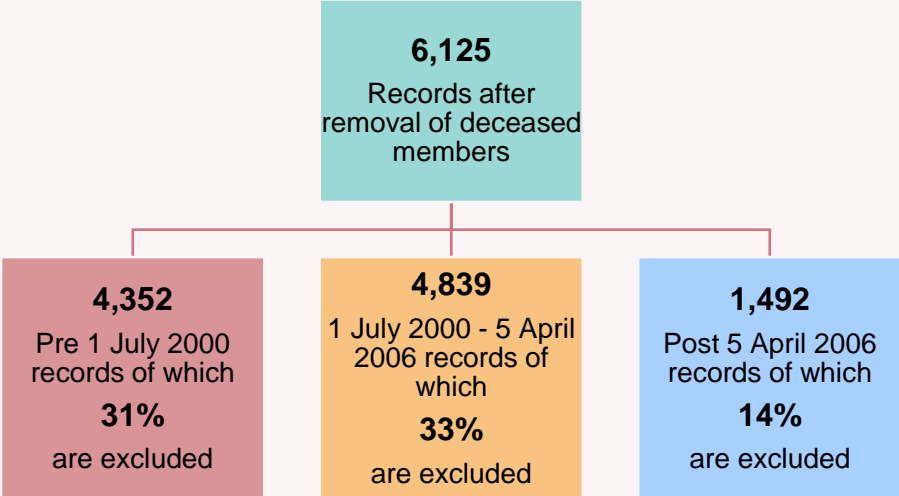 6,125
Records after
removal of deceased
members
4,352
Pre 1 July 2000
records of which
31%
are excluded
4,839
1 July 2000 - 5 April
2006 records of
which
33%
are excluded
1,492
Post 5 April 2006
records of which
14%
are excluded